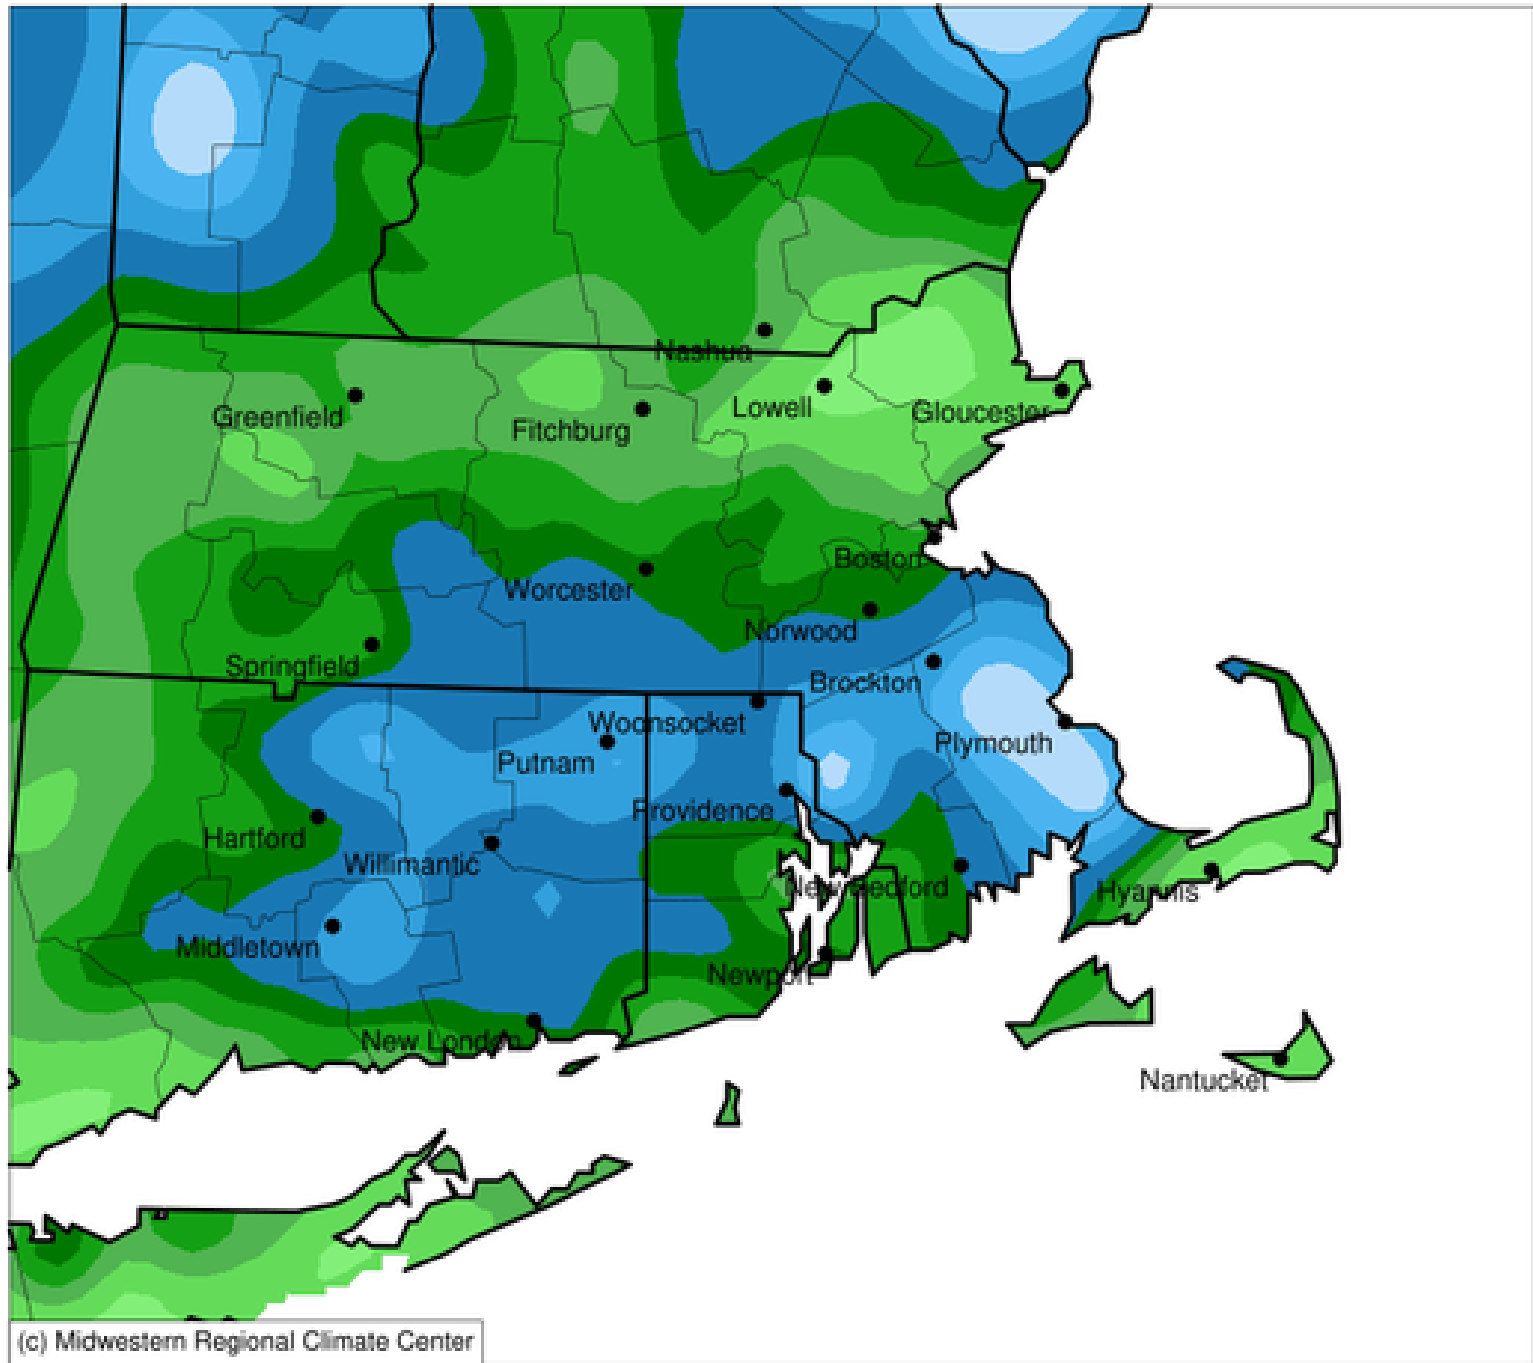 Nashua
Greenfield
Fitchburg
Lowell
Gloucester
Boston
Worcester
Norwood
Springfield
Brockton
Woonsocket
Plymouth
Putnam
Providence
Hartford
Willimantic
New Bedford
Hyannis
Middletown
Newport
New London
Nantucket
(c) Midwestern Regional Climate Center